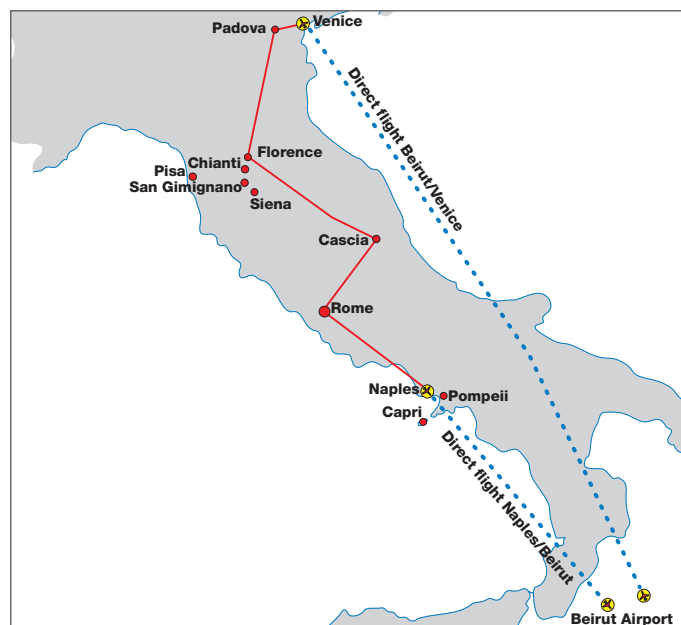 Padova
Venice
Direct flight Beirut/Venice
Florence
Chianti
Pisa
San Gimignano
Siena
Cascia
Rome
Naples
Pompeii
Capri
Direct flight Naples/Beirut
Beirut Airport